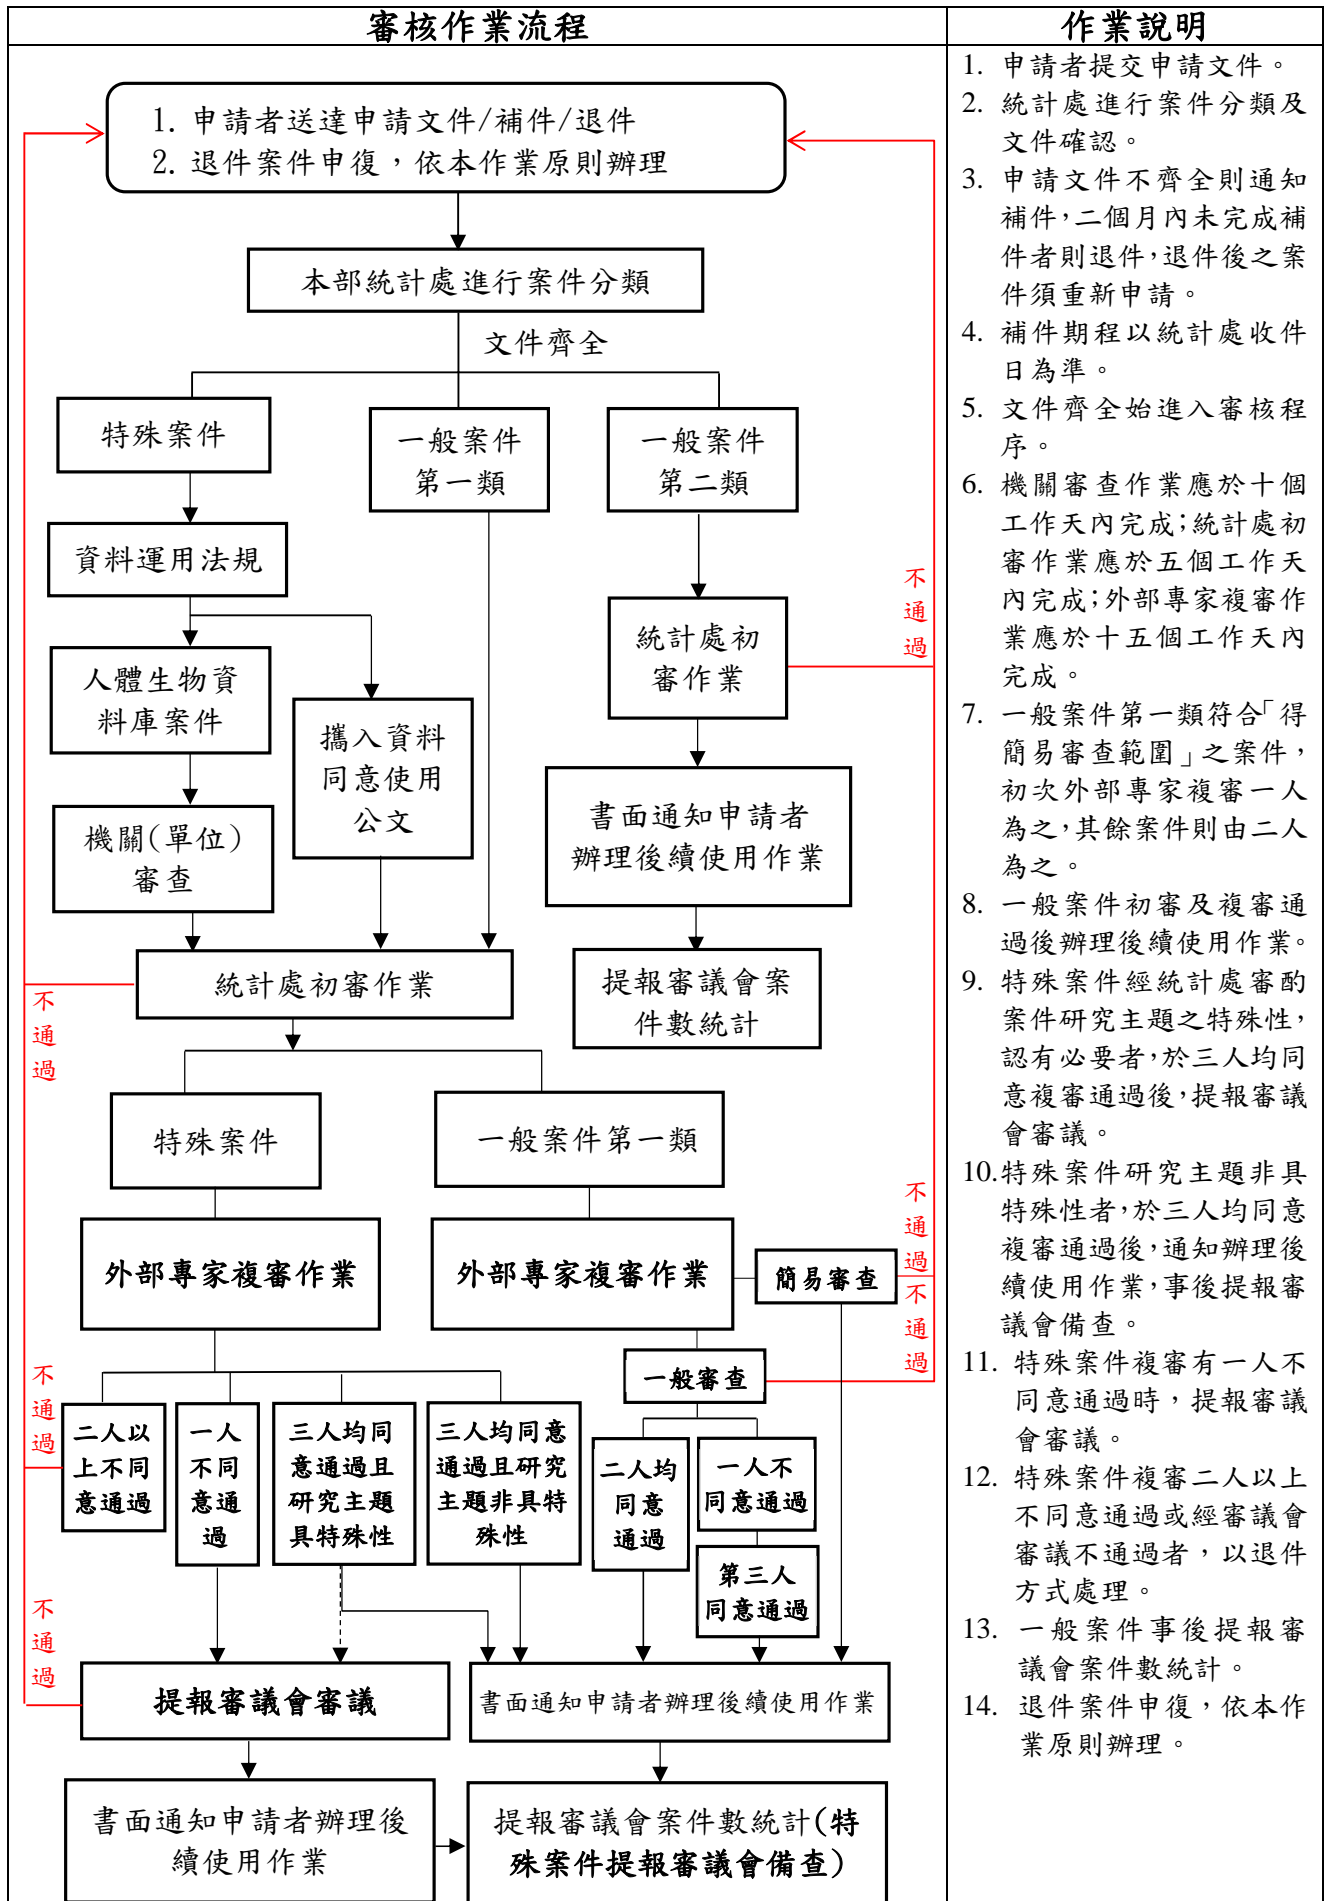 審核作業流程
1. 申請者送達申請文件/補件/退件
2. 退件案件申復，依本作業原則辦理
本部統計處進行案件分類
文件齊全
特殊案件
一般案件
第一類
一般案件
第二類
資料運用法規
不
通
過
統計處初
審作業
人體生物資
料庫案件
攜入資料
同意使用
公文
機關(單位)
審查
書面通知申請者
辦理後續使用作業
統計處初審作業
提報審議會案
件數統計
不
通
過
特殊案件
一般案件第一類
外部專家複審作業
外部專家複審作業
簡易審查
不
通
過
不
通
過
一般審查
不
通
過
二人以
上不同
意通過
一人
不同
意通
過
三人均同
意通過且
研究主題
具特殊性
三人均同意
通過且研究
主題非具特
殊性
二人均
同意
通過
一人不
同意通過
第三人
同意通過
不
通
過
提報審議會審議
書面通知申請者辦理後續使用作業
書面通知申請者辦理後
續使用作業
提報審議會案件數統計(特
殊案件提報審議會備查)
作業說明
1. 申請者提交申請文件。
2. 統計處進行案件分類及
文件確認。
3. 申請文件不齊全則通知
補件，二個月內未完成補
件者則退件，退件後之案
件須重新申請。
4. 補件期程以統計處收件
日為準。
5. 文件齊全始進入審核程
序。
6. 機關審查作業應於十個
工作天內完成；統計處初
審作業應於五個工作天
內完成；外部專家複審作
業應於十五個工作天內
完成。
7. 一般案件第一類符合「得
簡易審查範圍」之案件，
初次外部專家複審一人
為之，其餘案件則由二人
為之。
8. 一般案件初審及複審通
過後辦理後續使用作業。
9. 特殊案件經統計處審酌
案件研究主題之特殊性，
認有必要者，於三人均同
意複審通過後，提報審議
會審議。
10.特殊案件研究主題非具
特殊性者，於三人均同意
複審通過後，通知辦理後
續使用作業，事後提報審
議會備查。
11. 特殊案件複審有一人不
同意通過時，提報審議
會審議。
12. 特殊案件複審二人以上
不同意通過或經審議會
審議不通過者，以退件
方式處理。
13. 一般案件事後提報審
議會案件數統計。
14. 退件案件申復，依本作
業原則辦理。